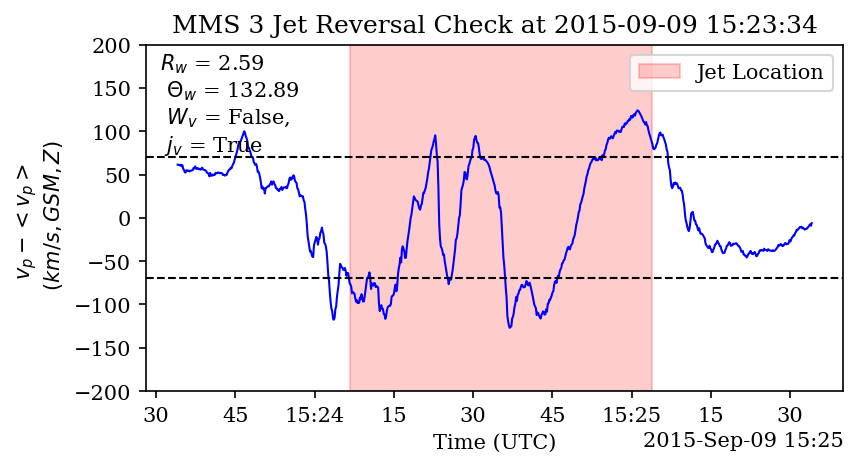 MMS 3 Jet Reversal Check at 2015-09-09 15:23:34
R_w = 2.59
Θ_w = 132.89
W_v = False,
j_v = True
Jet Location
200
150
100
50
0
−50
−100
−150
−200
v_p − < v_p >
(km/s, GSM, Z)
30 45 15:24 15 30 45 15:25 15 30
Time (UTC)
2015-Sep-09 15:25